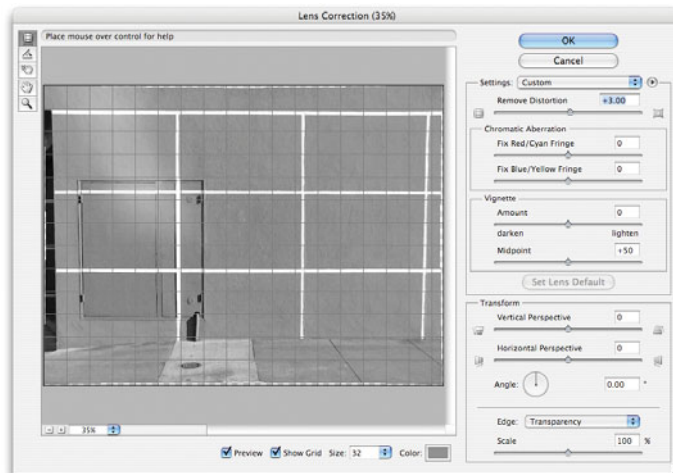 Lens Correction (35%)
Place mouse over control for help
OK
Cancel
Settings: Custom
Remove Distortion +3.00
Chromatic Aberration
Fix Red/Cyan Fringe 0
Fix Blue/Yellow Fringe 0
Vignette
Amount 0
darken lighten
Midpoint +50
Set Lens Default
Transform
Vertical Perspective 0
Horizontal Perspective 0
Angle: 0.00 °
Edge: Transparency
Scale 100 %
35%
Preview Show Grid Size: 32 Color: